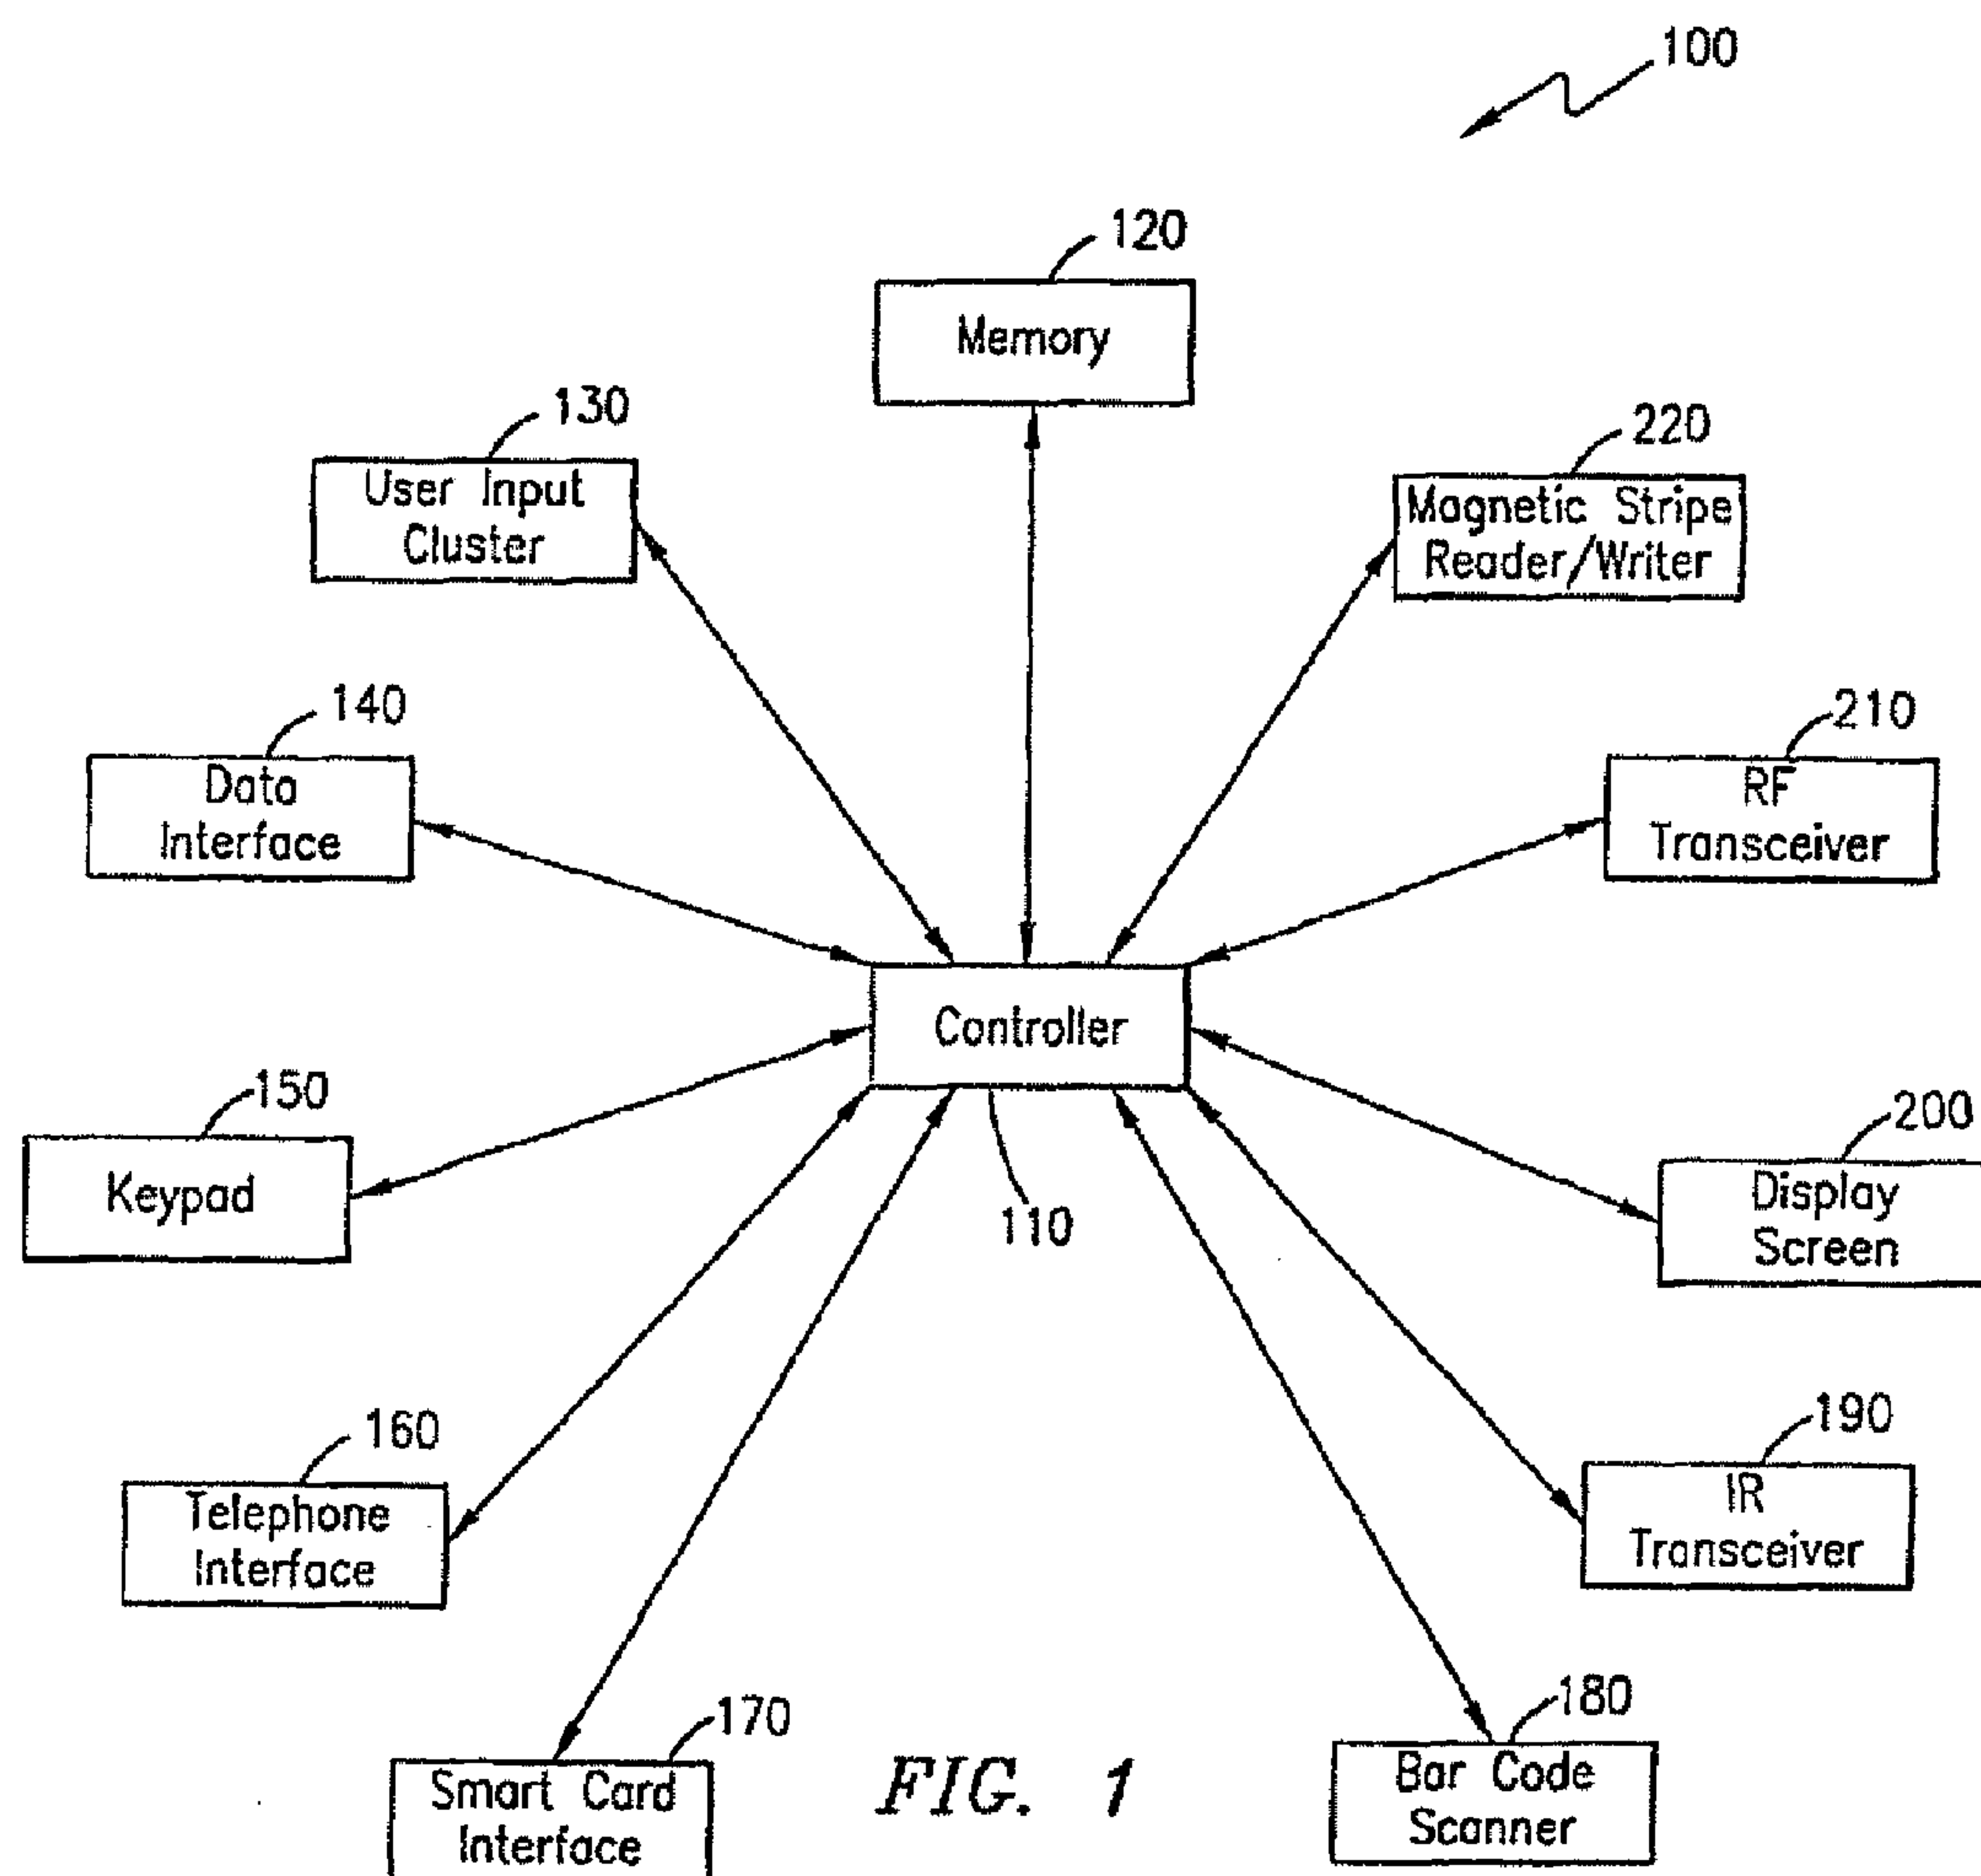 100
120
Memory
130
User Input
Cluster
220
Magnetic Stripe
Reader/Writer
140
Data
Interface
210
RF
Transceiver
Controller
110
150
Keypad
200
Display
Screen
160
Telephone
Interface
190
IR
Transceiver
170
Smart Card
Interface
180
Bar Code
Scanner
FIG. 1